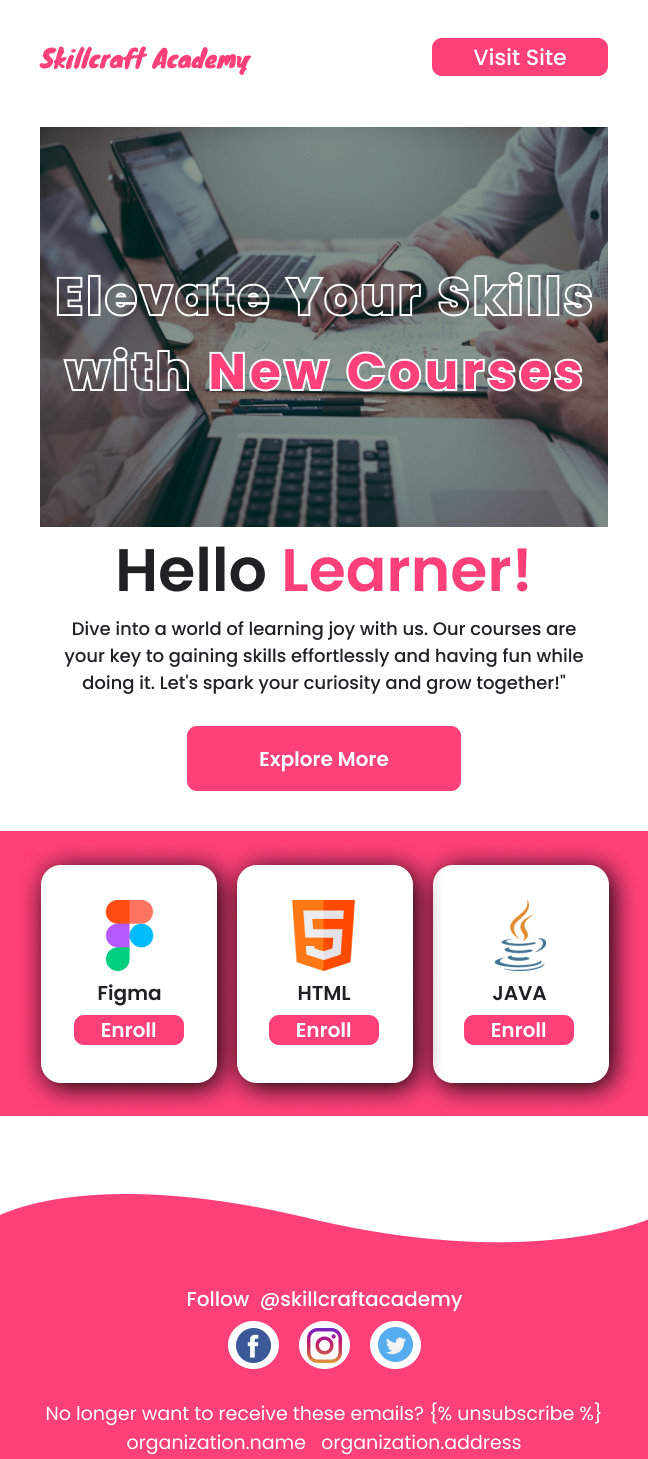 Skillcraft Academy
Visit Site
Elevate Your Skills
with New Courses
Hello Learner!
Dive into a world of learning joy with us. Our courses are
your key to gaining skills effortlessly and having fun while
doing it. Let's spark your curiosity and grow together!"
Explore More
Figma
Enroll
HTML
Enroll
JAVA
Enroll
Follow @skillcraftacademy
No longer want to receive these emails? {% unsubscribe %}
organization.name organization.address